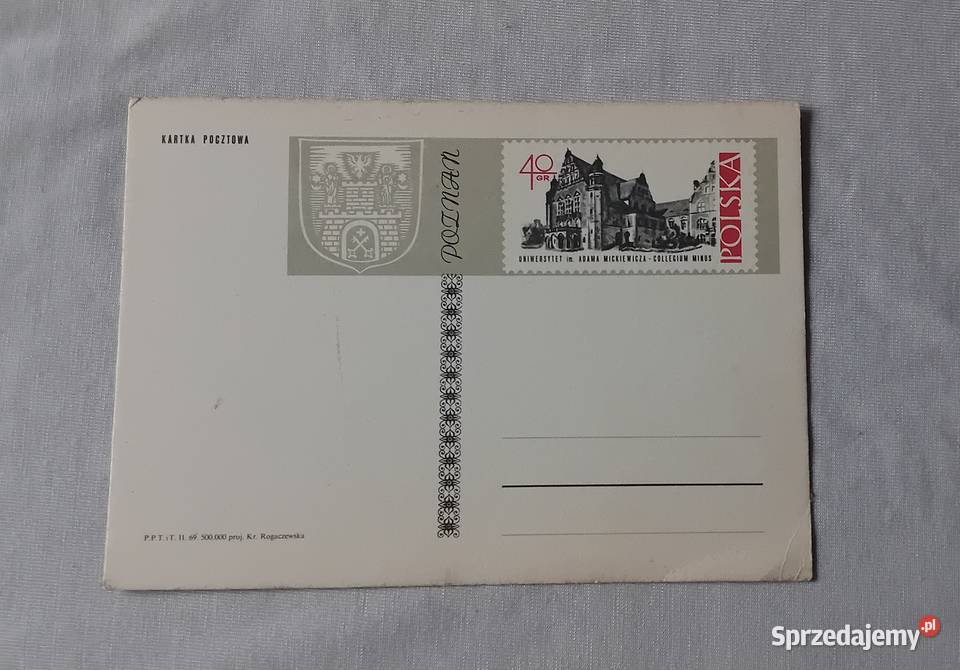 KARTKA POCZTOWA
POZNAŃ
40
GR
POLSKA
UNIWERSYTET im. ADAMA MICKIEWICZA - COLLEGIUM MINUS
P.P.T. i T. II. 69. 500.000 proj. Kr. Rogaczewska
Sprzedajemy.pl